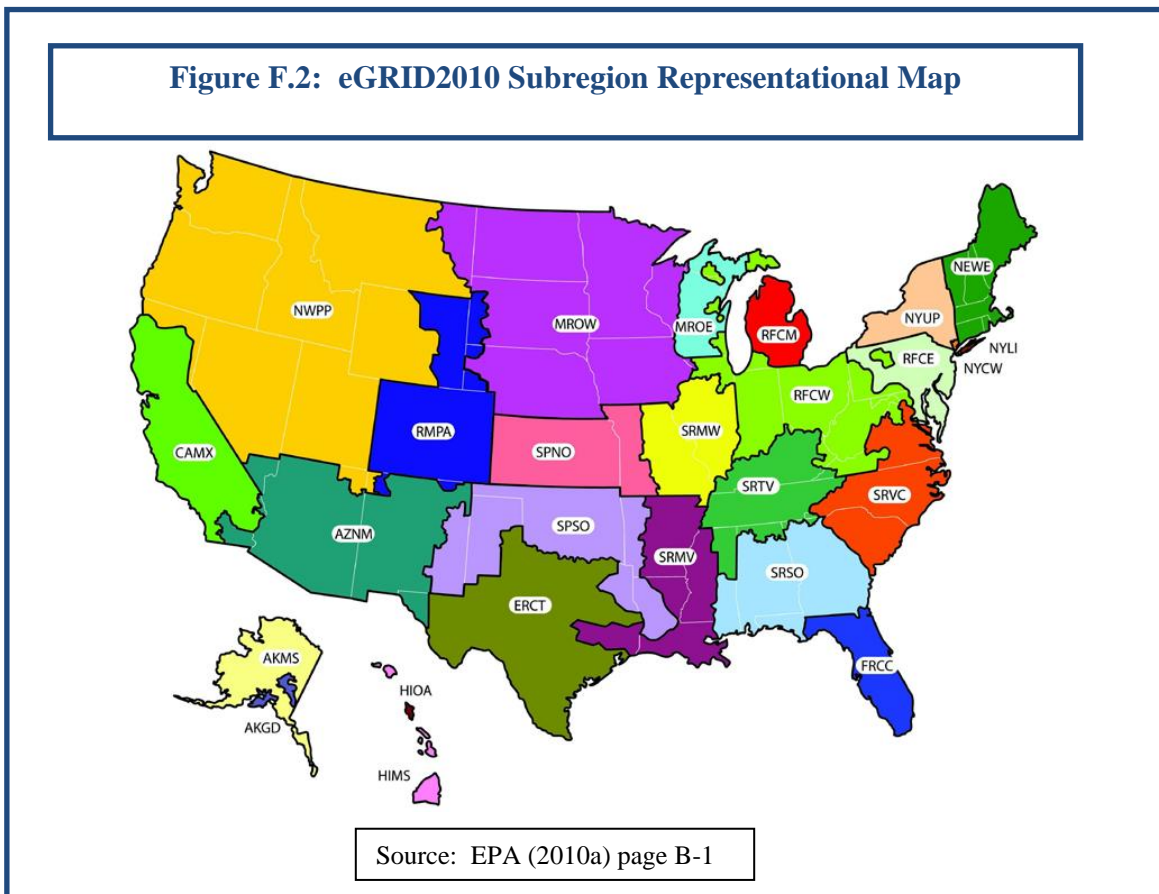 Figure F.2: eGRID2010 Subregion Representational Map
NEWE
NWPP
MROW
MROE
RFCM
NYUP
NYLI
NYCW
RFCE
RFCW
RMPA
SPNO
SRMW
CAMX
SRTV
SRVC
AZNM
SPSO
SRMV
SRSO
ERCT
AKMS
FRCC
HIOA
AKGD
HIMS
Source: EPA (2010a) page B-1